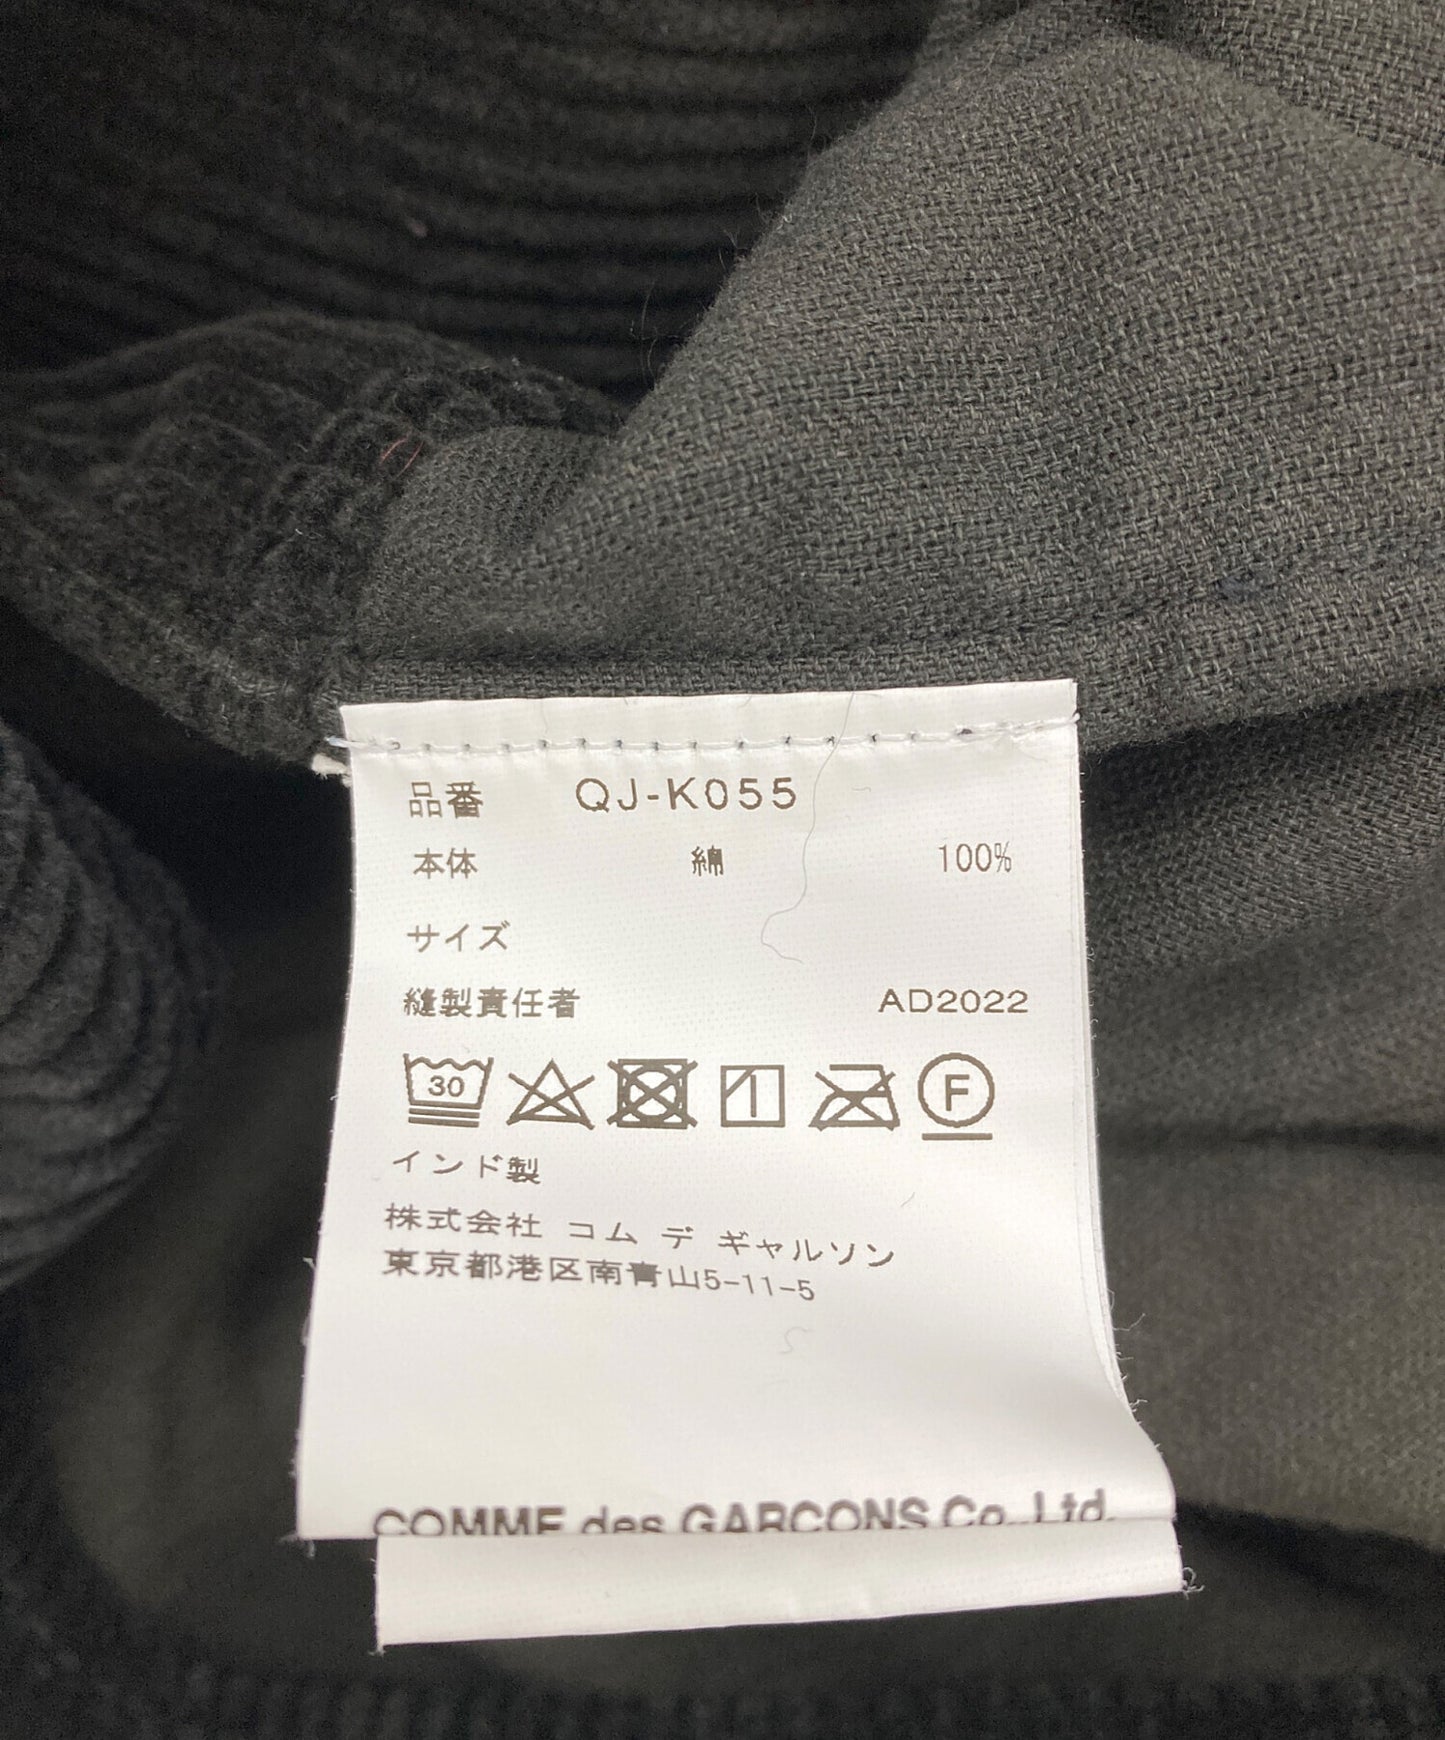 品番 QJ-K055
本体 綿 100%
サイズ
縫製責任者 AD2022
30 F
インド製
株式会社 コム デ ギャルソン
東京都港区南青山5-11-5
COMME des GARCONS Co.,Ltd.